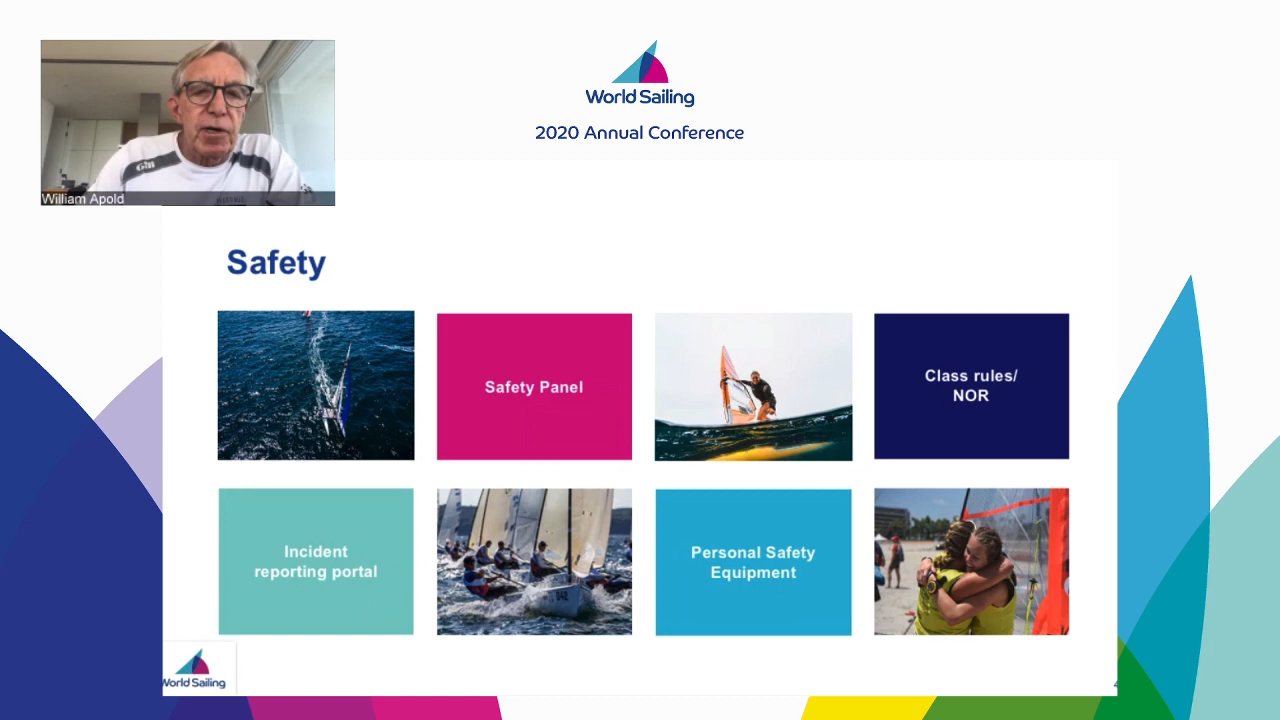 World Sailing
2020 Annual Conference
Gill
William Apold
Safety
Safety Panel
Class rules/
NOR
Incident
reporting portal
Personal Safety
Equipment
World Sailing